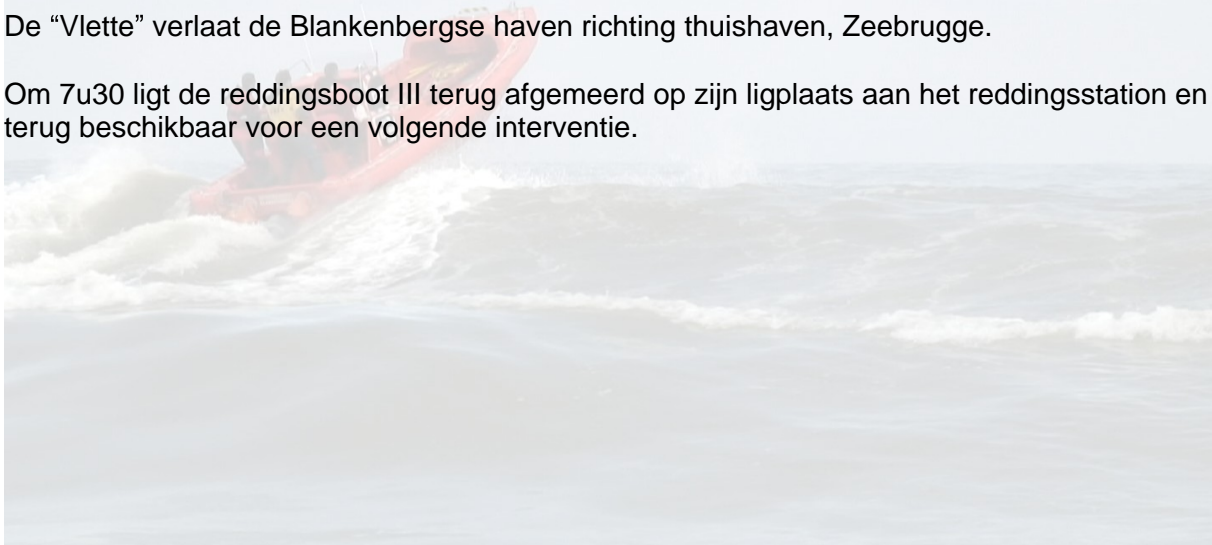 De “Vlette” verlaat de Blankenbergse haven richting thuishaven, Zeebrugge.
Om 7u30 ligt de reddingsboot III terug afgemeerd op zijn ligplaats aan het reddingsstation en
terug beschikbaar voor een volgende interventie.